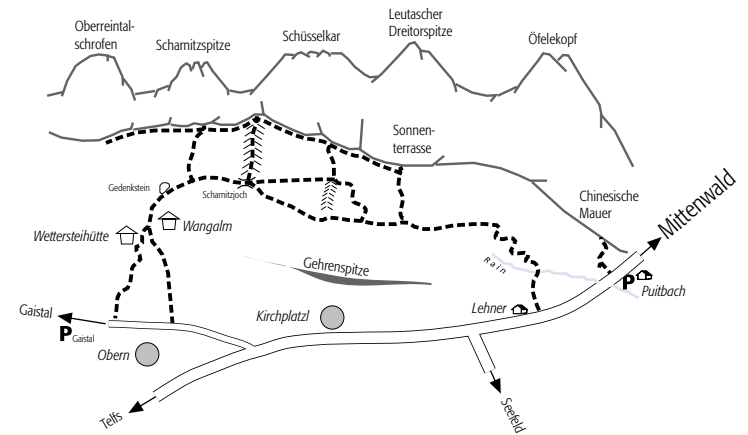 Oberreintal-
schrofen
Scharnitzspitze
Schüsselkar
Leutascher
Dreitorspitze
Öfelekopf
Sonnen-
terrasse
Gedenkstein
Scharnitzjoch
Chinesische
Mauer
Mittenwald
Wettersteihütte
Wangalm
Rain
Gehrenspitze
P
Puitbach
Gaistal
P Gaistal
Kirchplatzl
Lehner
Obern
Telfs
Seefeld